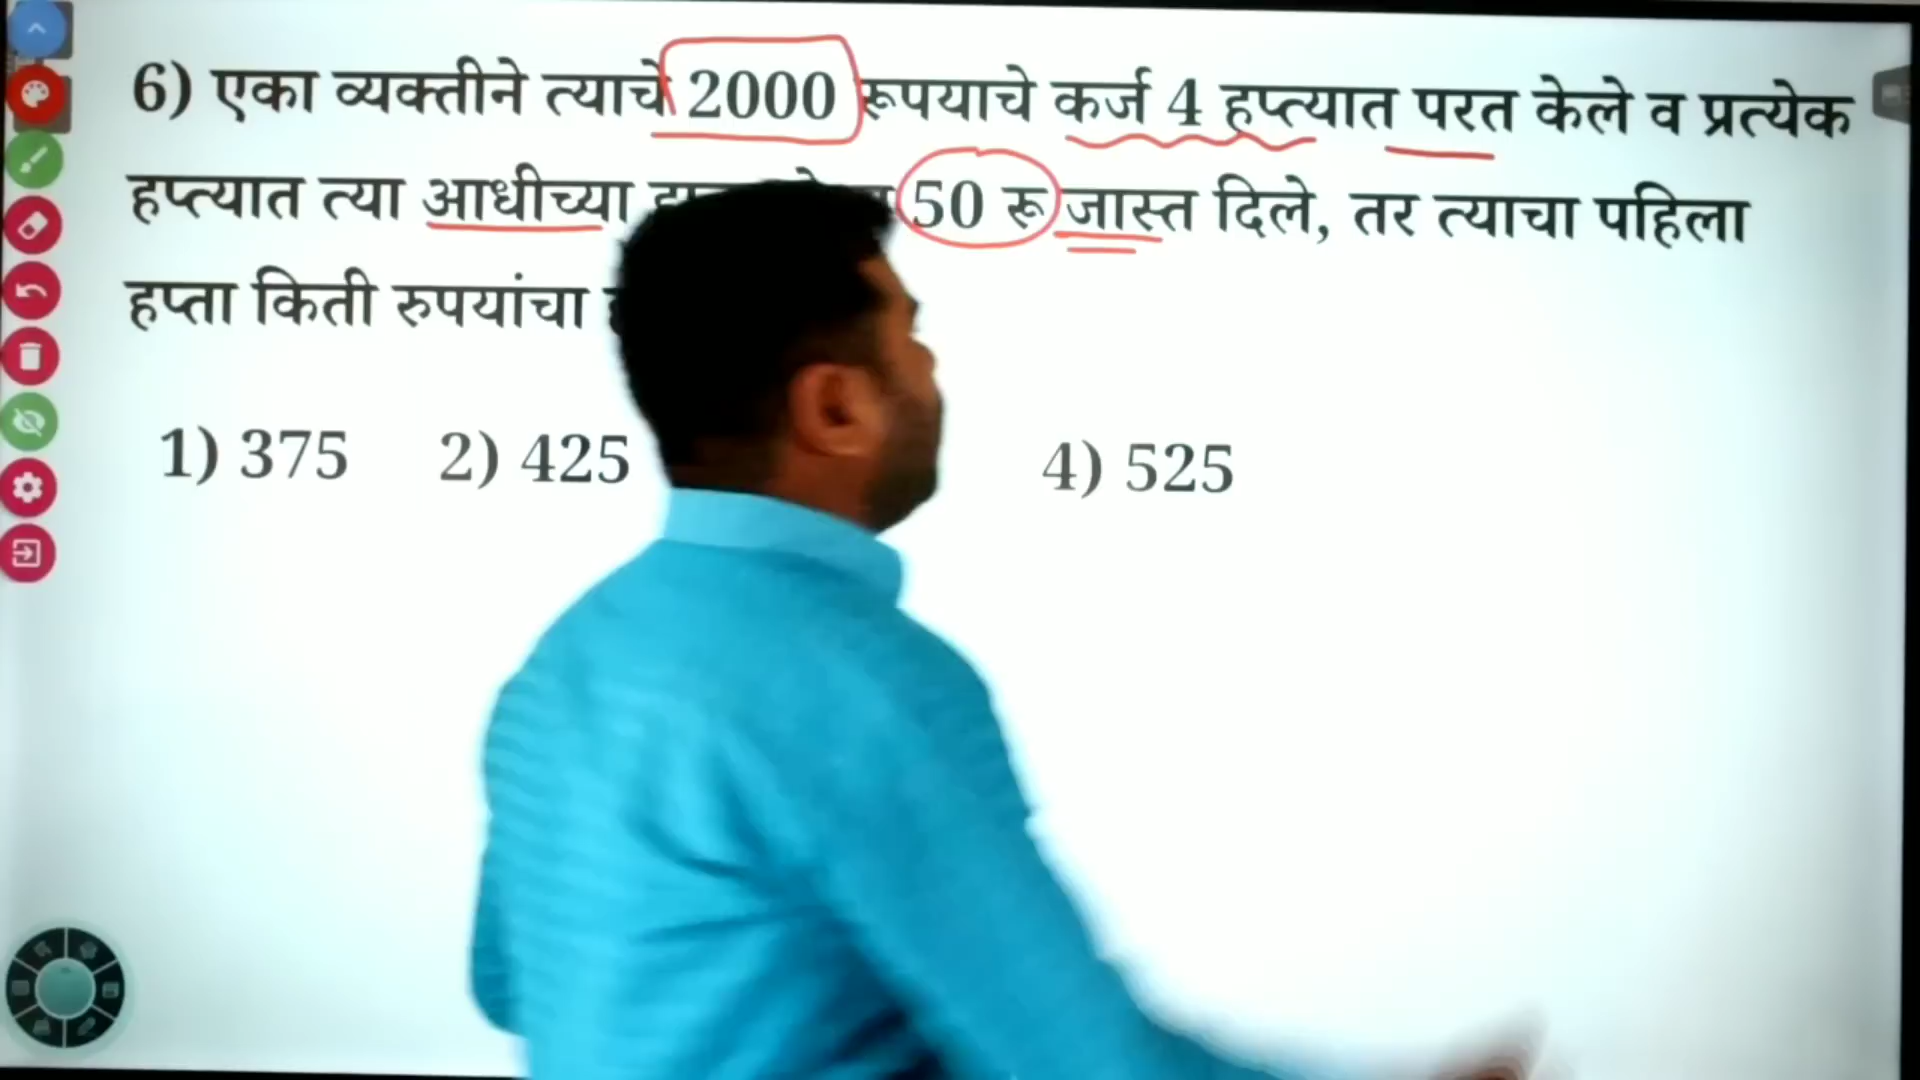 6) एका व्यक्तीने त्याचे 2000 रूपयाचे कर्ज 4 हप्त्यात परत केले व प्रत्येक
हप्त्यात त्या आधीच्या 50 रू जास्त दिले, तर त्याचा पहिला
हप्ता किती रुपयांचा
1) 375 2) 425 4) 525